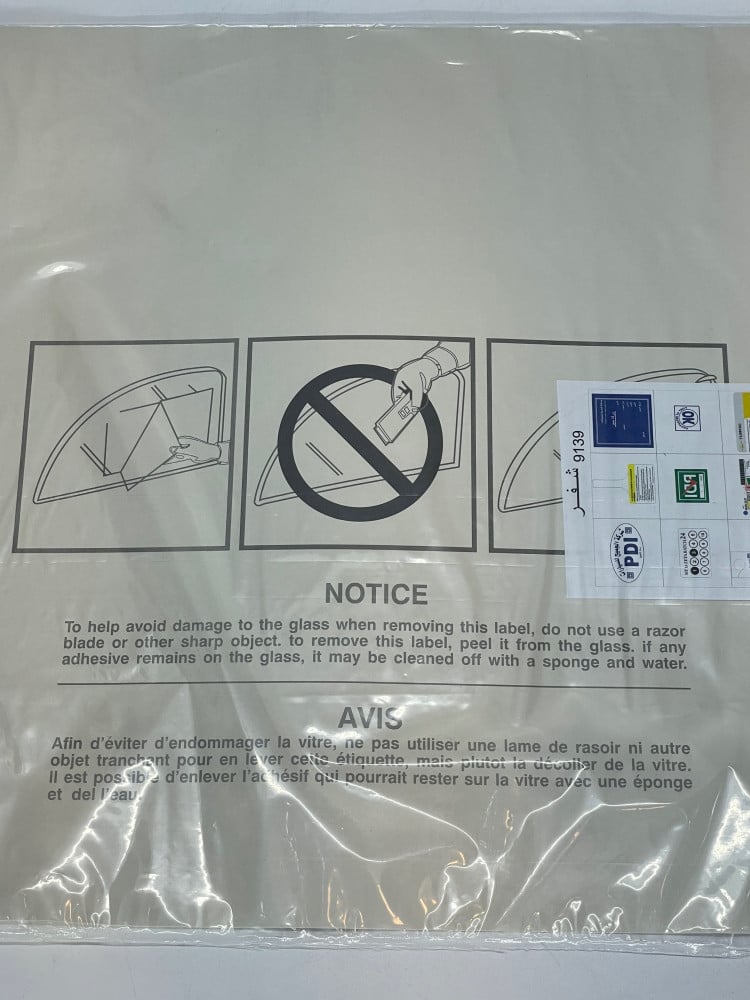 9139 شفر
OK
PDI
PDI
NOTICE
To help avoid damage to the glass when removing this label, do not use a razor
blade or other sharp object. to remove this label, peel it from the glass. if any
adhesive remains on the glass, it may be cleaned off with a sponge and water.
AVIS
Afin d'éviter d'endommager la vitre, ne pas utiliser une lame de rasoir ni autre
objet tranchant pour en lever cette étiquette, mais plutot la décoller de la vitre.
Il est possible d'enlever l'adhésif qui pourrait rester sur la vitre avec une éponge
et del l'eau.